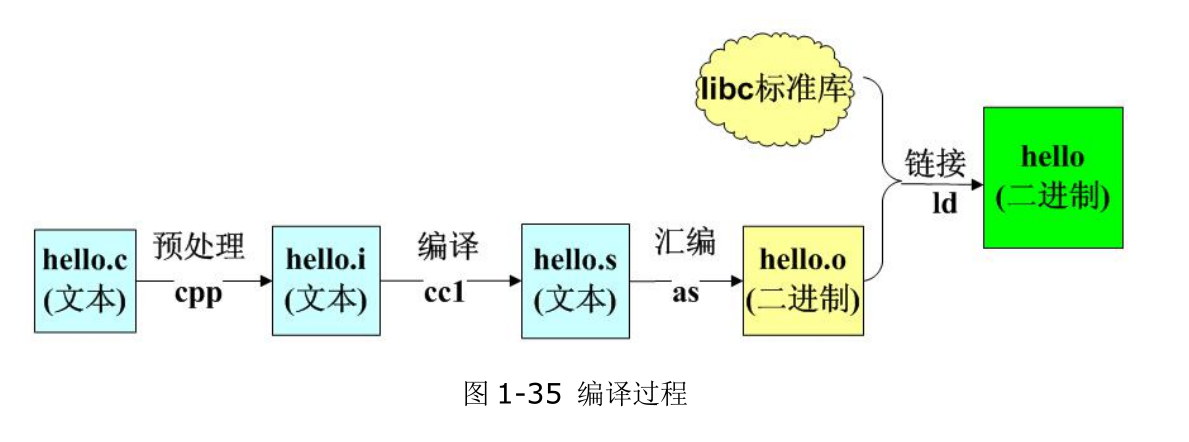 libc标准库
hello.c
(文本)
预处理
cpp
hello.i
(文本)
编译
cc1
hello.s
(文本)
汇编
as
hello.o
(二进制)
链接
ld
hello
(二进制)
图 1-35 编译过程